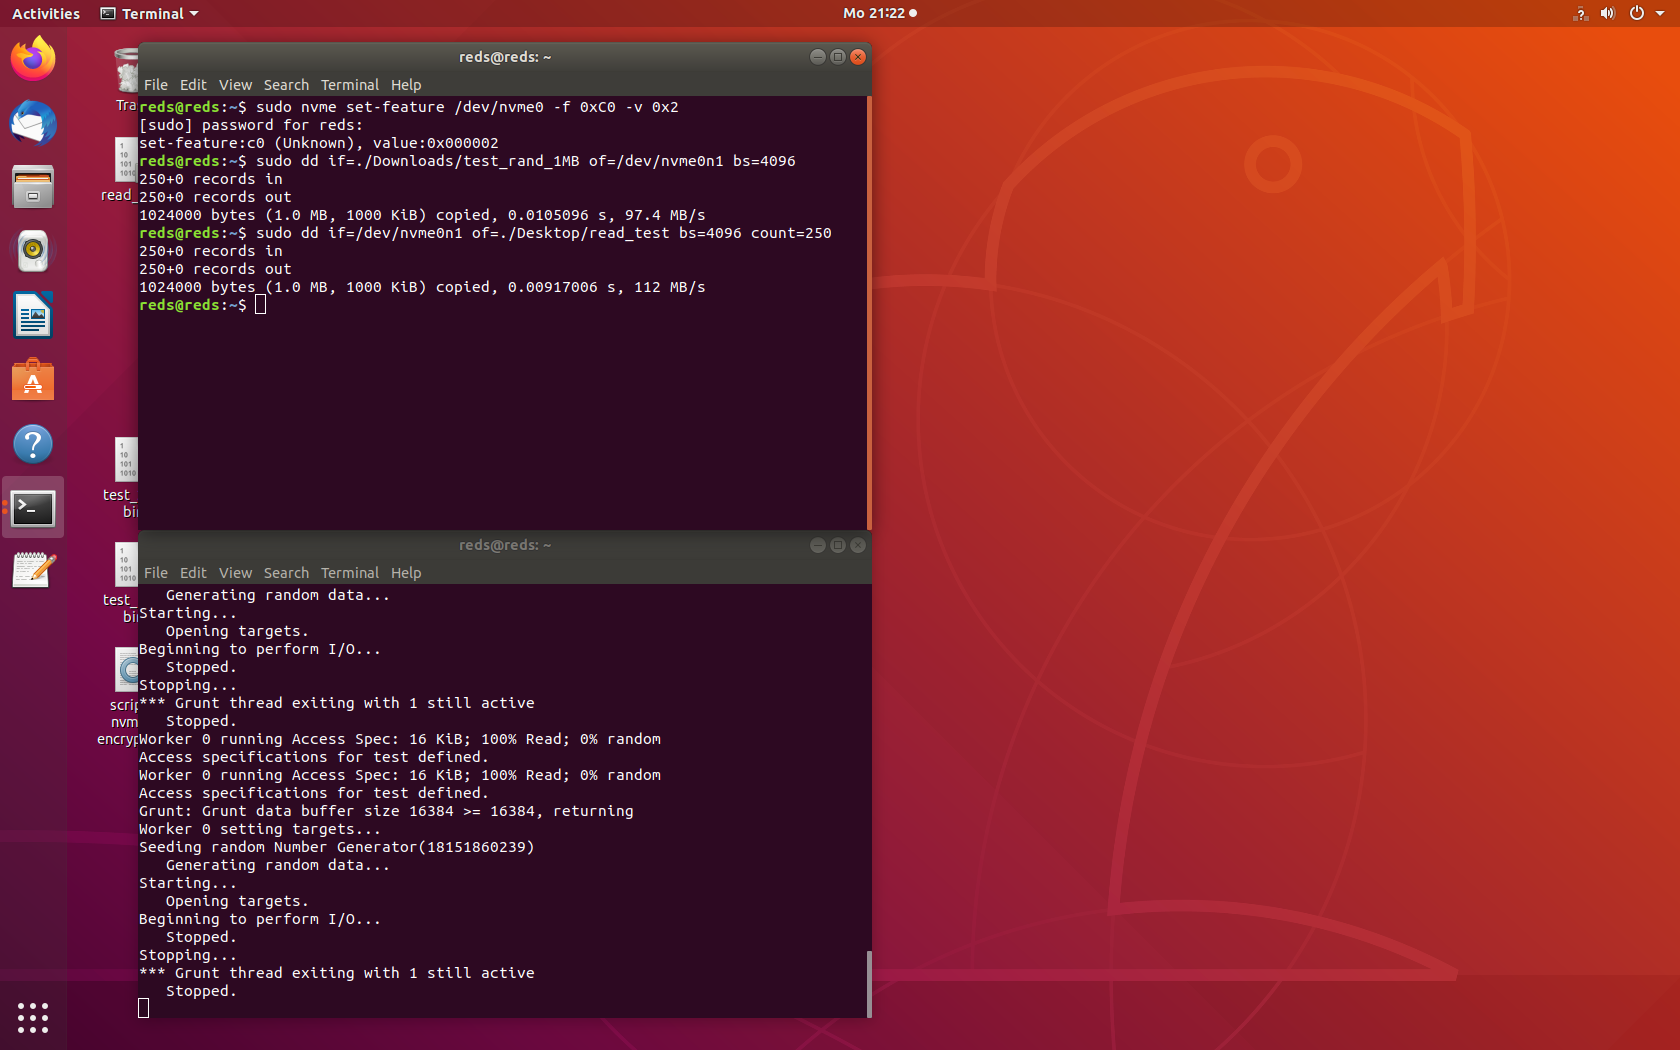 Activities Terminal Mo 21:22
Tra
read_
test_
bi
test_
bi
scrip
nvm
encryp
reds@reds: ~
File Edit View Search Terminal Help
reds@reds:~$ sudo nvme set-feature /dev/nvme0 -f 0xC0 -v 0x2
[sudo] password for reds:
set-feature:c0 (Unknown), value:0x000002
reds@reds:~$ sudo dd if=./Downloads/test_rand_1MB of=/dev/nvme0n1 bs=4096
250+0 records in
250+0 records out
1024000 bytes (1.0 MB, 1000 KiB) copied, 0.0105096 s, 97.4 MB/s
reds@reds:~$ sudo dd if=/dev/nvme0n1 of=./Desktop/read_test bs=4096 count=250
250+0 records in
250+0 records out
1024000 bytes (1.0 MB, 1000 KiB) copied, 0.00917006 s, 112 MB/s
reds@reds:~$
reds@reds: ~
File Edit View Search Terminal Help
Generating random data...
Starting...
Opening targets.
Beginning to perform I/O...
Stopped.
Stopping...
*** Grunt thread exiting with 1 still active
Stopped.
Worker 0 running Access Spec: 16 KiB; 100% Read; 0% random
Access specifications for test defined.
Worker 0 running Access Spec: 16 KiB; 100% Read; 0% random
Access specifications for test defined.
Grunt: Grunt data buffer size 16384 >= 16384, returning
Worker 0 setting targets...
Seeding random Number Generator(18151860239)
Generating random data...
Starting...
Opening targets.
Beginning to perform I/O...
Stopped.
Stopping...
*** Grunt thread exiting with 1 still active
Stopped.